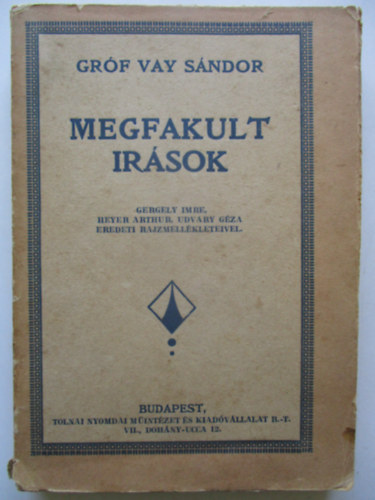 GRÓF VAY SÁNDOR
MEGFAKULT
IRÁSOK
GERGELY IMRE,
HEYER ARTHUR, UDVARY GÉZA
EREDETI RAJZMELLÉKLETEIVEL.
BUDAPEST,
TOLNAI NYOMDAI MŰINTÉZET ÉS KIADÓVÁLLALAT R.-T.
VII., DOHÁNY-UCCA 12.